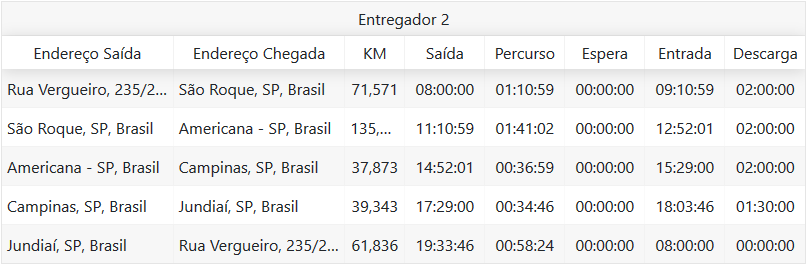 Entregador 2
Endereço Saída Endereço Chegada KM Saída Percurso Espera Entrada Descarga
Rua Vergueiro, 235/2... São Roque, SP, Brasil 71,571 08:00:00 01:10:59 00:00:00 09:10:59 02:00:00
São Roque, SP, Brasil Americana - SP, Brasil 135,... 11:10:59 01:41:02 00:00:00 12:52:01 02:00:00
Americana - SP, Brasil Campinas, SP, Brasil 37,873 14:52:01 00:36:59 00:00:00 15:29:00 02:00:00
Campinas, SP, Brasil Jundiaí, SP, Brasil 39,343 17:29:00 00:34:46 00:00:00 18:03:46 01:30:00
Jundiaí, SP, Brasil Rua Vergueiro, 235/2... 61,836 19:33:46 00:58:24 00:00:00 08:00:00 00:00:00